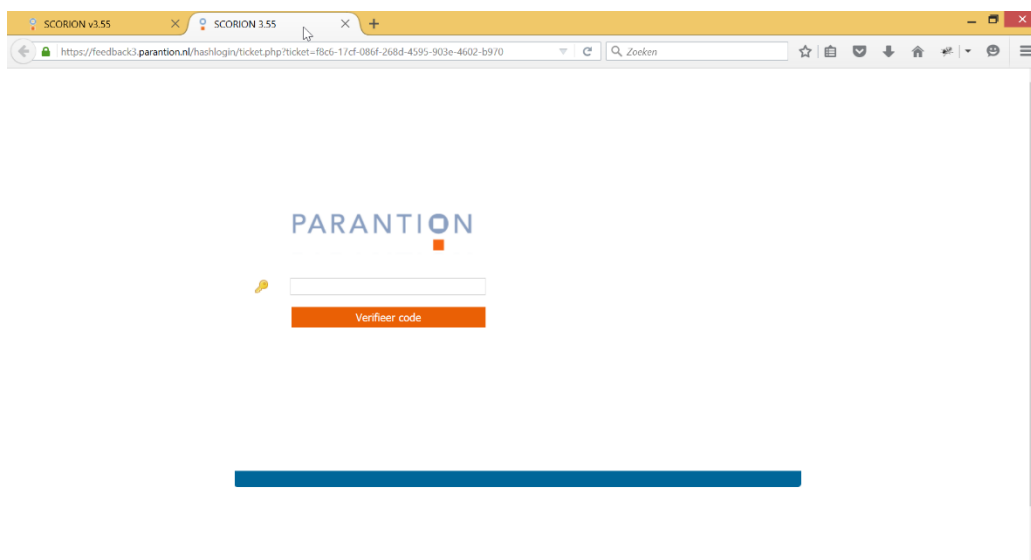 SCORION v3.55
SCORION 3.55
https://feedback3.parantion.nl/hashlogin/ticket.php?ticket=f8c6-17cf-086f-268d-4595-903e-4602-b970
Zoeken
PARANTION
Verifieer code